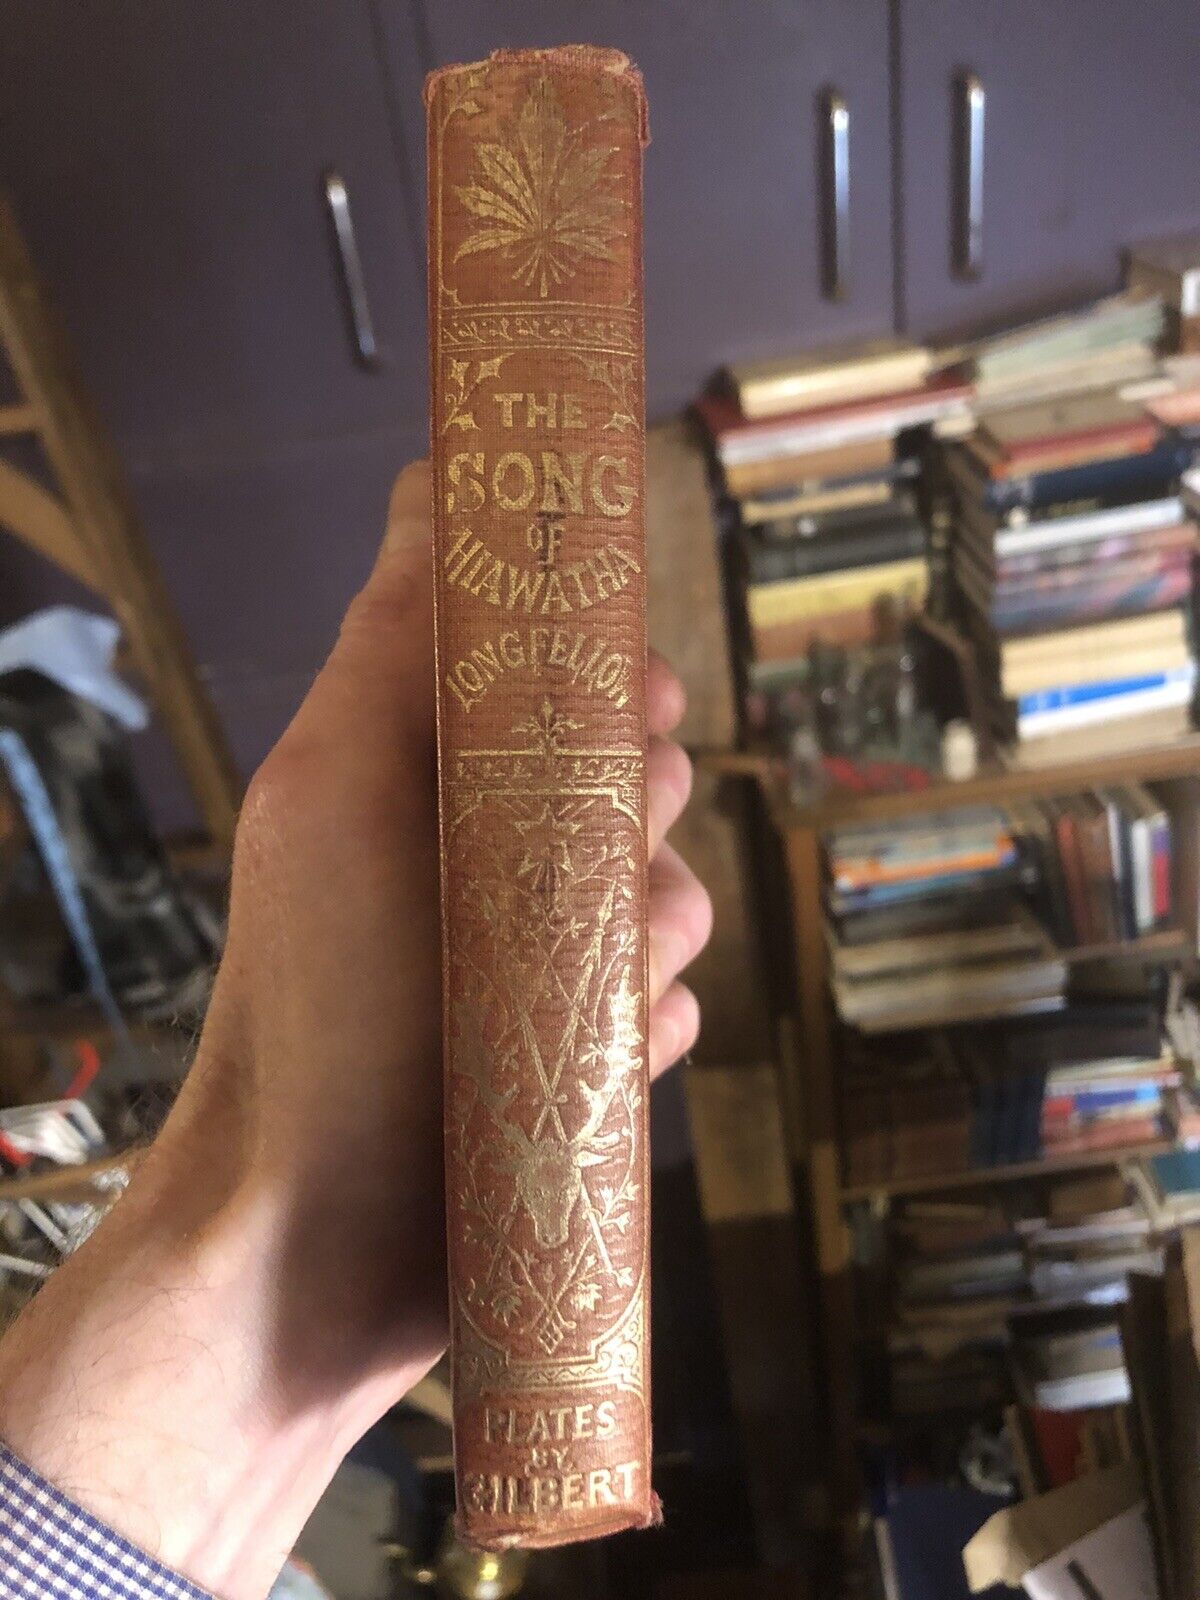 THE
SONG
OF
HIAWATHA
LONGFELLOW
PLATES
BY
GILBERT